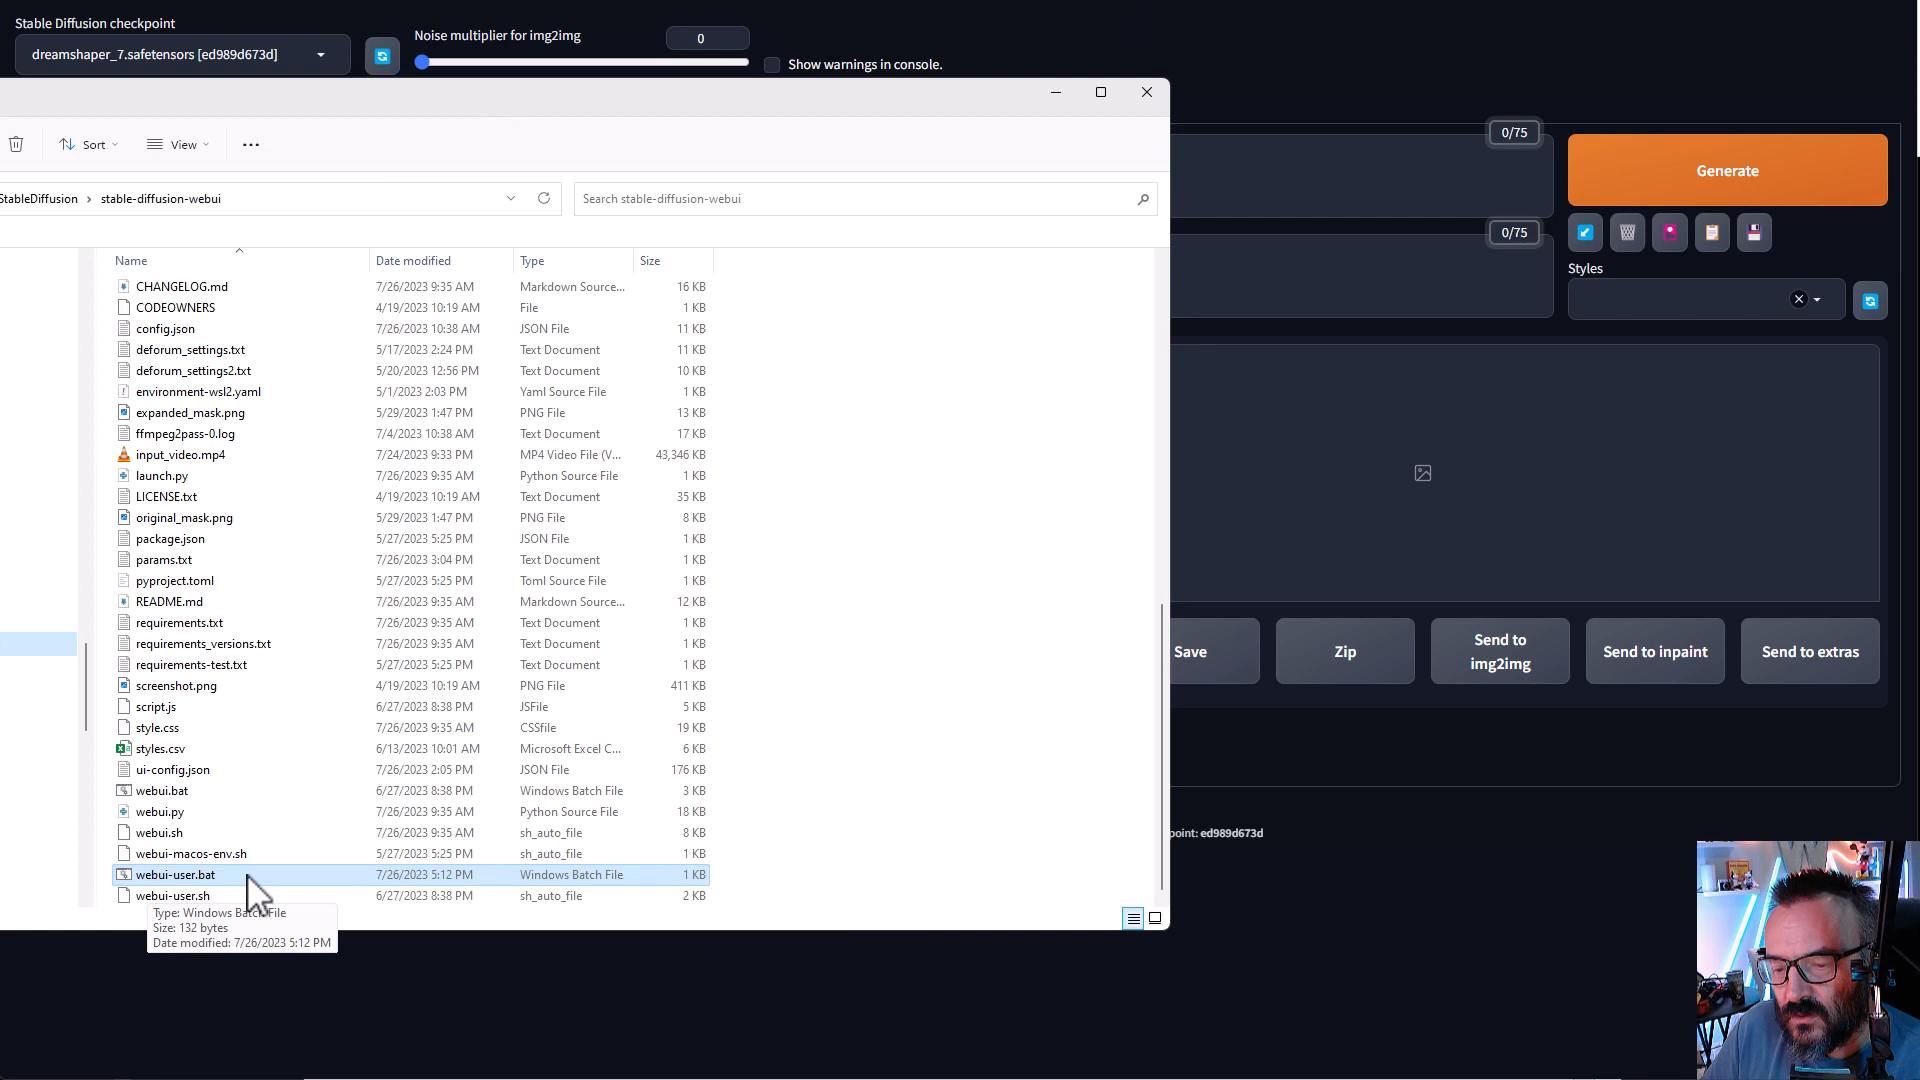 Stable Diffusion checkpoint
dreamshaper_7.safetensors [ed989d673d]
Noise multiplier for img2img
0
Show warnings in console.
Sort
View
StableDiffusion > stable-diffusion-webui
Search stable-diffusion-webui
Name Date modified Type Size
CHANGELOG.md 7/26/2023 9:35 AM Markdown Source... 16 KB
CODEOWNERS 4/19/2023 10:19 AM File 1 KB
config.json 7/26/2023 10:38 AM JSON File 11 KB
deforum_settings.txt 5/17/2023 2:24 PM Text Document 11 KB
deforum_settings2.txt 5/20/2023 12:56 PM Text Document 10 KB
environment-wsl2.yaml 5/1/2023 2:03 PM Yaml Source File 1 KB
expanded_mask.png 5/29/2023 1:47 PM PNG File 13 KB
ffmpeg2pass-0.log 7/4/2023 10:38 AM Text Document 17 KB
input_video.mp4 7/24/2023 9:33 PM MP4 Video File (V... 43,346 KB
launch.py 7/26/2023 9:35 AM Python Source File 1 KB
LICENSE.txt 4/19/2023 10:19 AM Text Document 35 KB
original_mask.png 5/29/2023 1:47 PM PNG File 8 KB
package.json 5/27/2023 5:25 PM JSON File 1 KB
params.txt 7/26/2023 3:04 PM Text Document 1 KB
pyproject.toml 5/27/2023 5:25 PM Toml Source File 1 KB
README.md 7/26/2023 9:35 AM Markdown Source... 12 KB
requirements.txt 7/26/2023 9:35 AM Text Document 1 KB
requirements_versions.txt 7/26/2023 9:35 AM Text Document 1 KB
requirements-test.txt 5/27/2023 5:25 PM Text Document 1 KB
screenshot.png 4/19/2023 10:19 AM PNG File 411 KB
script.js 6/27/2023 8:38 PM JSFile 5 KB
style.css 7/26/2023 9:35 AM CSSfile 19 KB
styles.csv 6/13/2023 10:01 AM Microsoft Excel C... 6 KB
ui-config.json 7/26/2023 2:05 PM JSON File 176 KB
webui.bat 6/27/2023 8:38 PM Windows Batch File 3 KB
webui.py 7/26/2023 9:35 AM Python Source File 18 KB
webui.sh 7/26/2023 9:35 AM sh_auto_file 8 KB
webui-macos-env.sh 5/27/2023 5:25 PM sh_auto_file 1 KB
webui-user.bat 7/26/2023 5:12 PM Windows Batch File 1 KB
webui-user.sh 6/27/2023 8:38 PM sh_auto_file 2 KB
Type: Windows Batch File
Size: 132 bytes
Date modified: 7/26/2023 5:12 PM
0/75
0/75
Generate
Styles
Save
Zip
Send to
img2img
Send to inpaint
Send to extras
point: ed989d673d